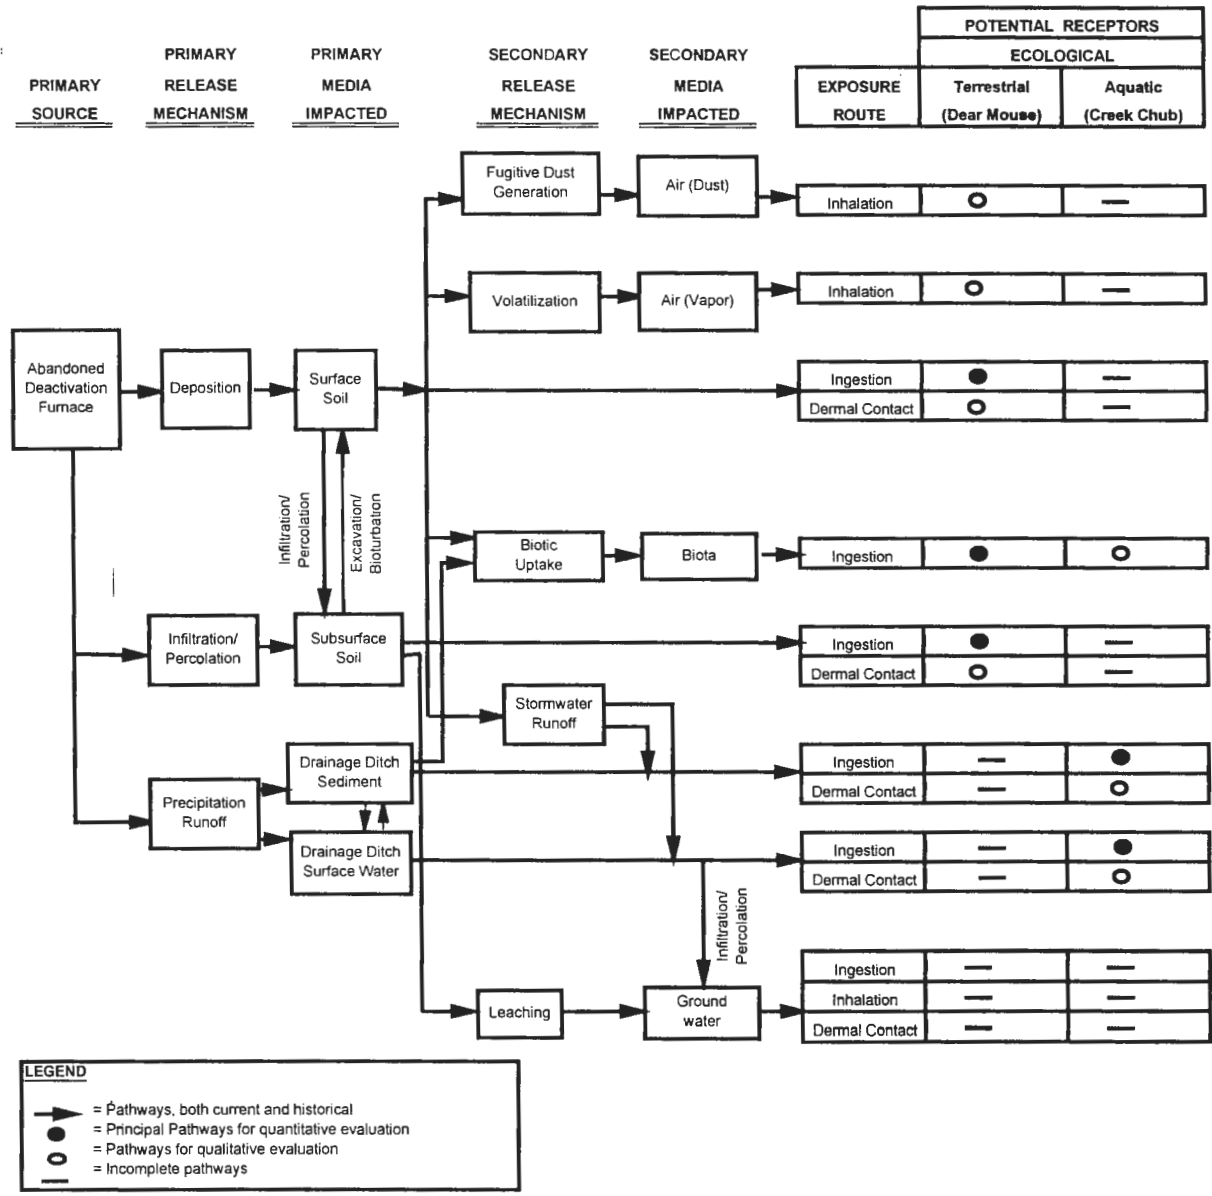 POTENTIAL RECEPTORS
ECOLOGICAL
PRIMARY SOURCE
PRIMARY RELEASE MECHANISM
PRIMARY MEDIA IMPACTED
SECONDARY RELEASE MECHANISM
SECONDARY MEDIA IMPACTED
EXPOSURE ROUTE
Terrestrial
(Dear Mouse)
Aquatic
(Creek Chub)
Fugitive Dust
Generation
Air (Dust)
Inhalation
Volatilization
Air (Vapor)
Inhalation
Abandoned
Deactivation
Furnace
Deposition
Surface
Soil
Ingestion
Dermal Contact
Infiltration/
Percolation
Excavation/
Bioturbatron
Biotic
Uptake
Biota
Ingestion
Infiltration/
Percolation
Subsurface
Soil
Ingestion
Dermal Contact
Stormwater
Runoff
Precipitation
Runoff
Drainage Ditch
Sediment
Ingestion
Dermal Contact
Drainage Ditch
Surface Water
Ingestion
Dermal Contact
Infiltration/
Percolation
Leaching
Ground
water
Ingestion
Inhalation
Dermal Contact
LEGEND
= Pathways, both current and historical
= Principal Pathways for quantitative evaluation
= Pathways for qualitative evaluation
= Incomplete pathways